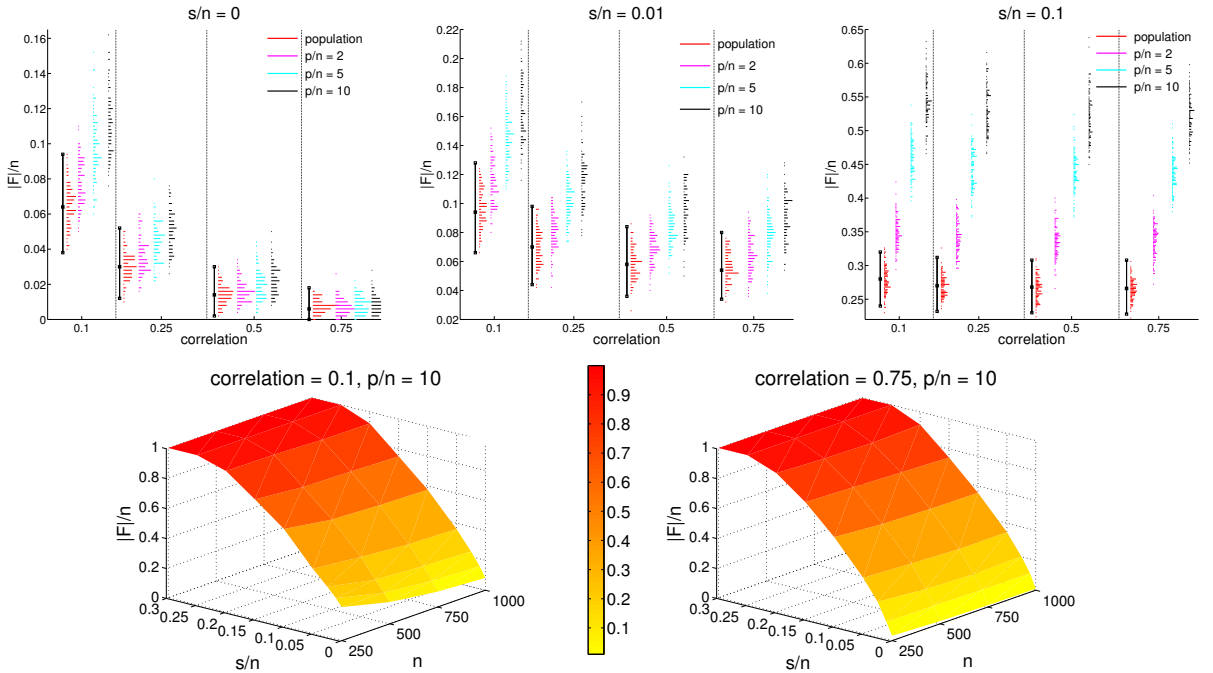 s/n = 0
0.16
0.14
0.12
0.1
0.08
0.06
0.04
0.02
0
|F|/n
population
p/n = 2
p/n = 5
p/n = 10
0.1 0.25 0.5 0.75
correlation
s/n = 0.01
0.22
0.2
0.18
0.16
0.14
0.12
0.1
0.08
0.06
0.04
0.02
|F|/n
population
p/n = 2
p/n = 5
p/n = 10
0.1 0.25 0.5 0.75
correlation
s/n = 0.1
0.65
0.6
0.55
0.5
0.45
0.4
0.35
0.3
0.25
|F|/n
population
p/n = 2
p/n = 5
p/n = 10
0.1 0.25 0.5 0.75
correlation
correlation = 0.1, p/n = 10
1
0.8
0.6
0.4
0.2
0
|F|/n
0.3
0.25
0.2
0.15
0.1
0.05
0
s/n
250
500
750
1000
n
0.9
0.8
0.7
0.6
0.5
0.4
0.3
0.2
0.1
correlation = 0.75, p/n = 10
1
0.8
0.6
0.4
0.2
0
|F|/n
0.3
0.25
0.2
0.15
0.1
0.05
0
s/n
250
500
750
1000
n